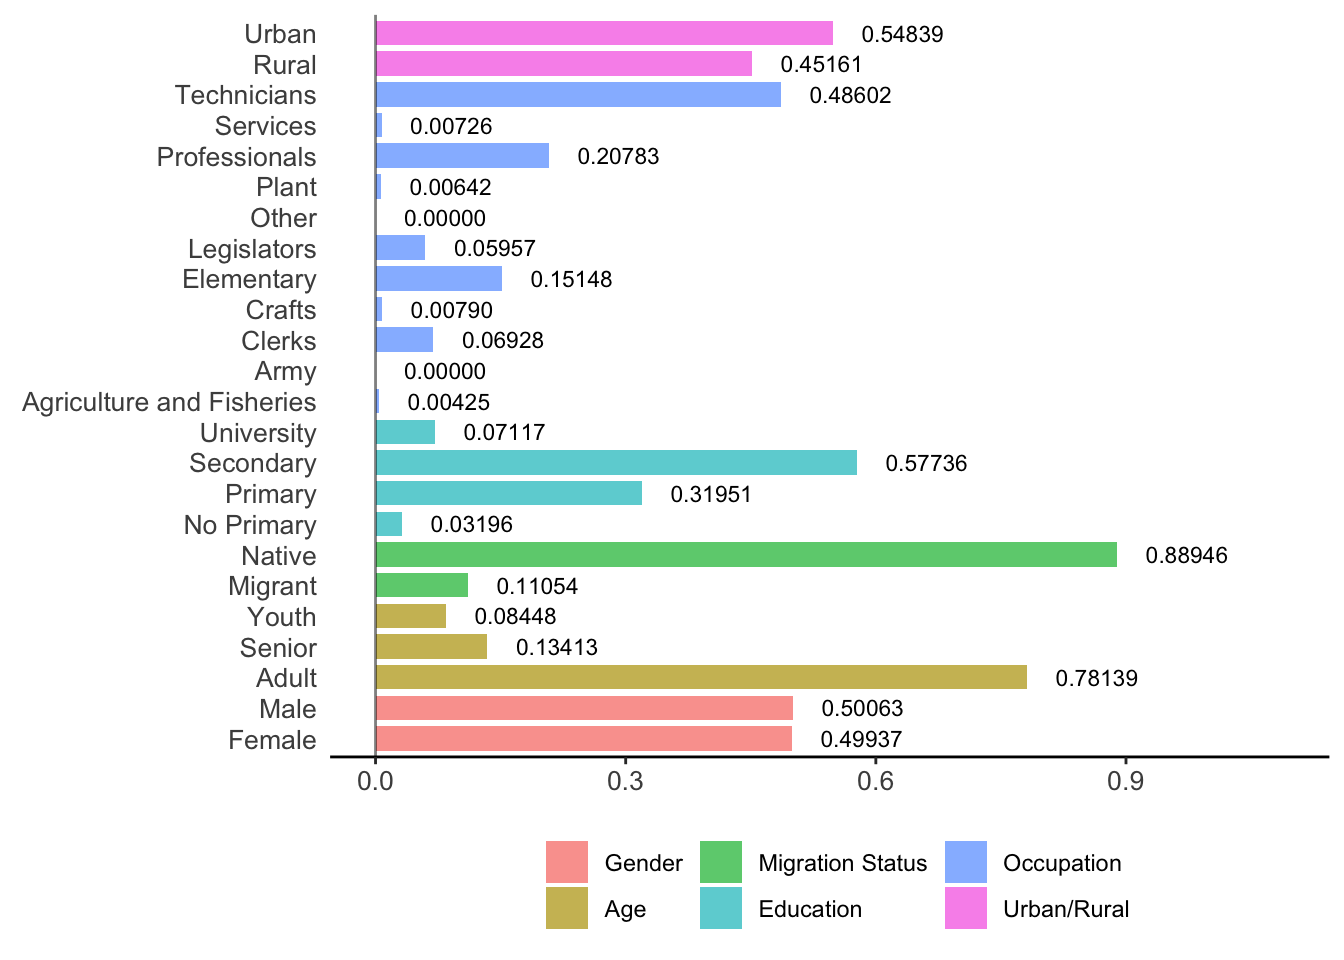 Urban 0.54839
Rural 0.45161
Technicians 0.48602
Services 0.00726
Professionals 0.20783
Plant 0.00642
Other 0.00000
Legislators 0.05957
Elementary 0.15148
Crafts 0.00790
Clerks 0.06928
Army 0.00000
Agriculture and Fisheries 0.00425
University 0.07117
Secondary 0.57736
Primary 0.31951
No Primary 0.03196
Native 0.88946
Migrant 0.11054
Youth 0.08448
Senior 0.13413
Adult 0.78139
Male 0.50063
Female 0.49937
0.0 0.3 0.6 0.9
Gender Migration Status Occupation
Age Education Urban/Rural